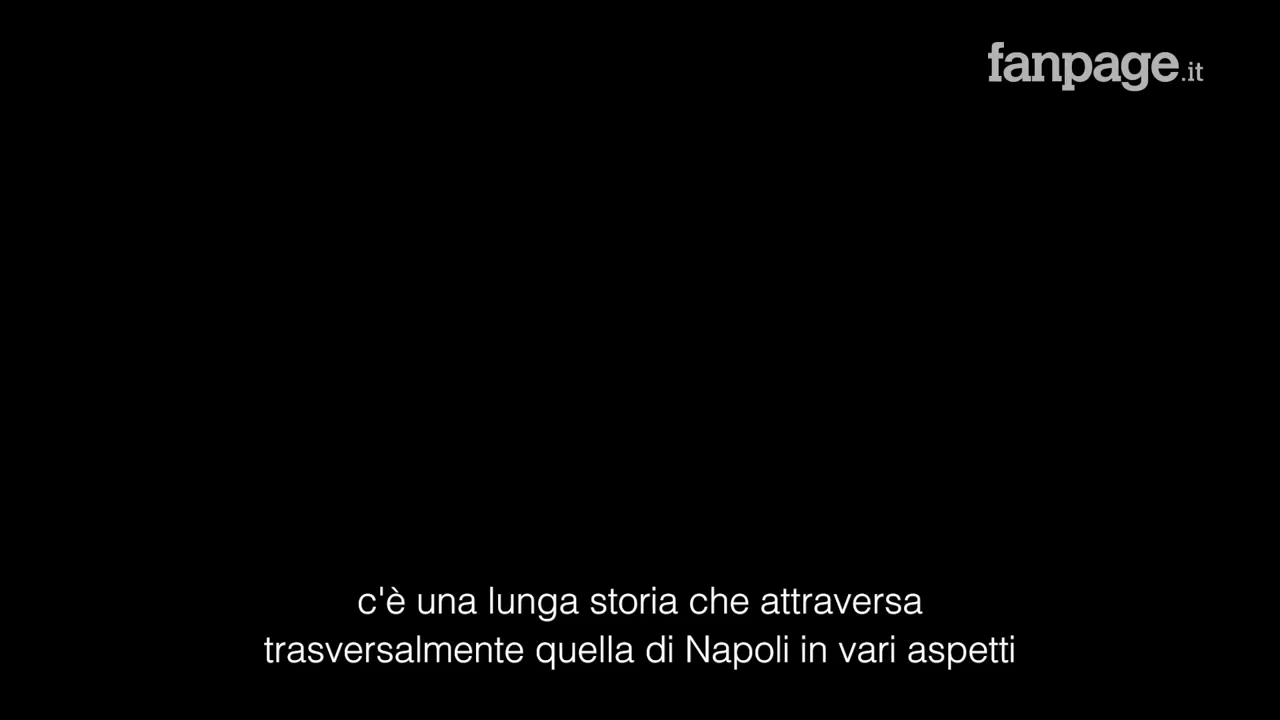 fanpage.it
c'è una lunga storia che attraversa
trasversalmente quella di Napoli in vari aspetti